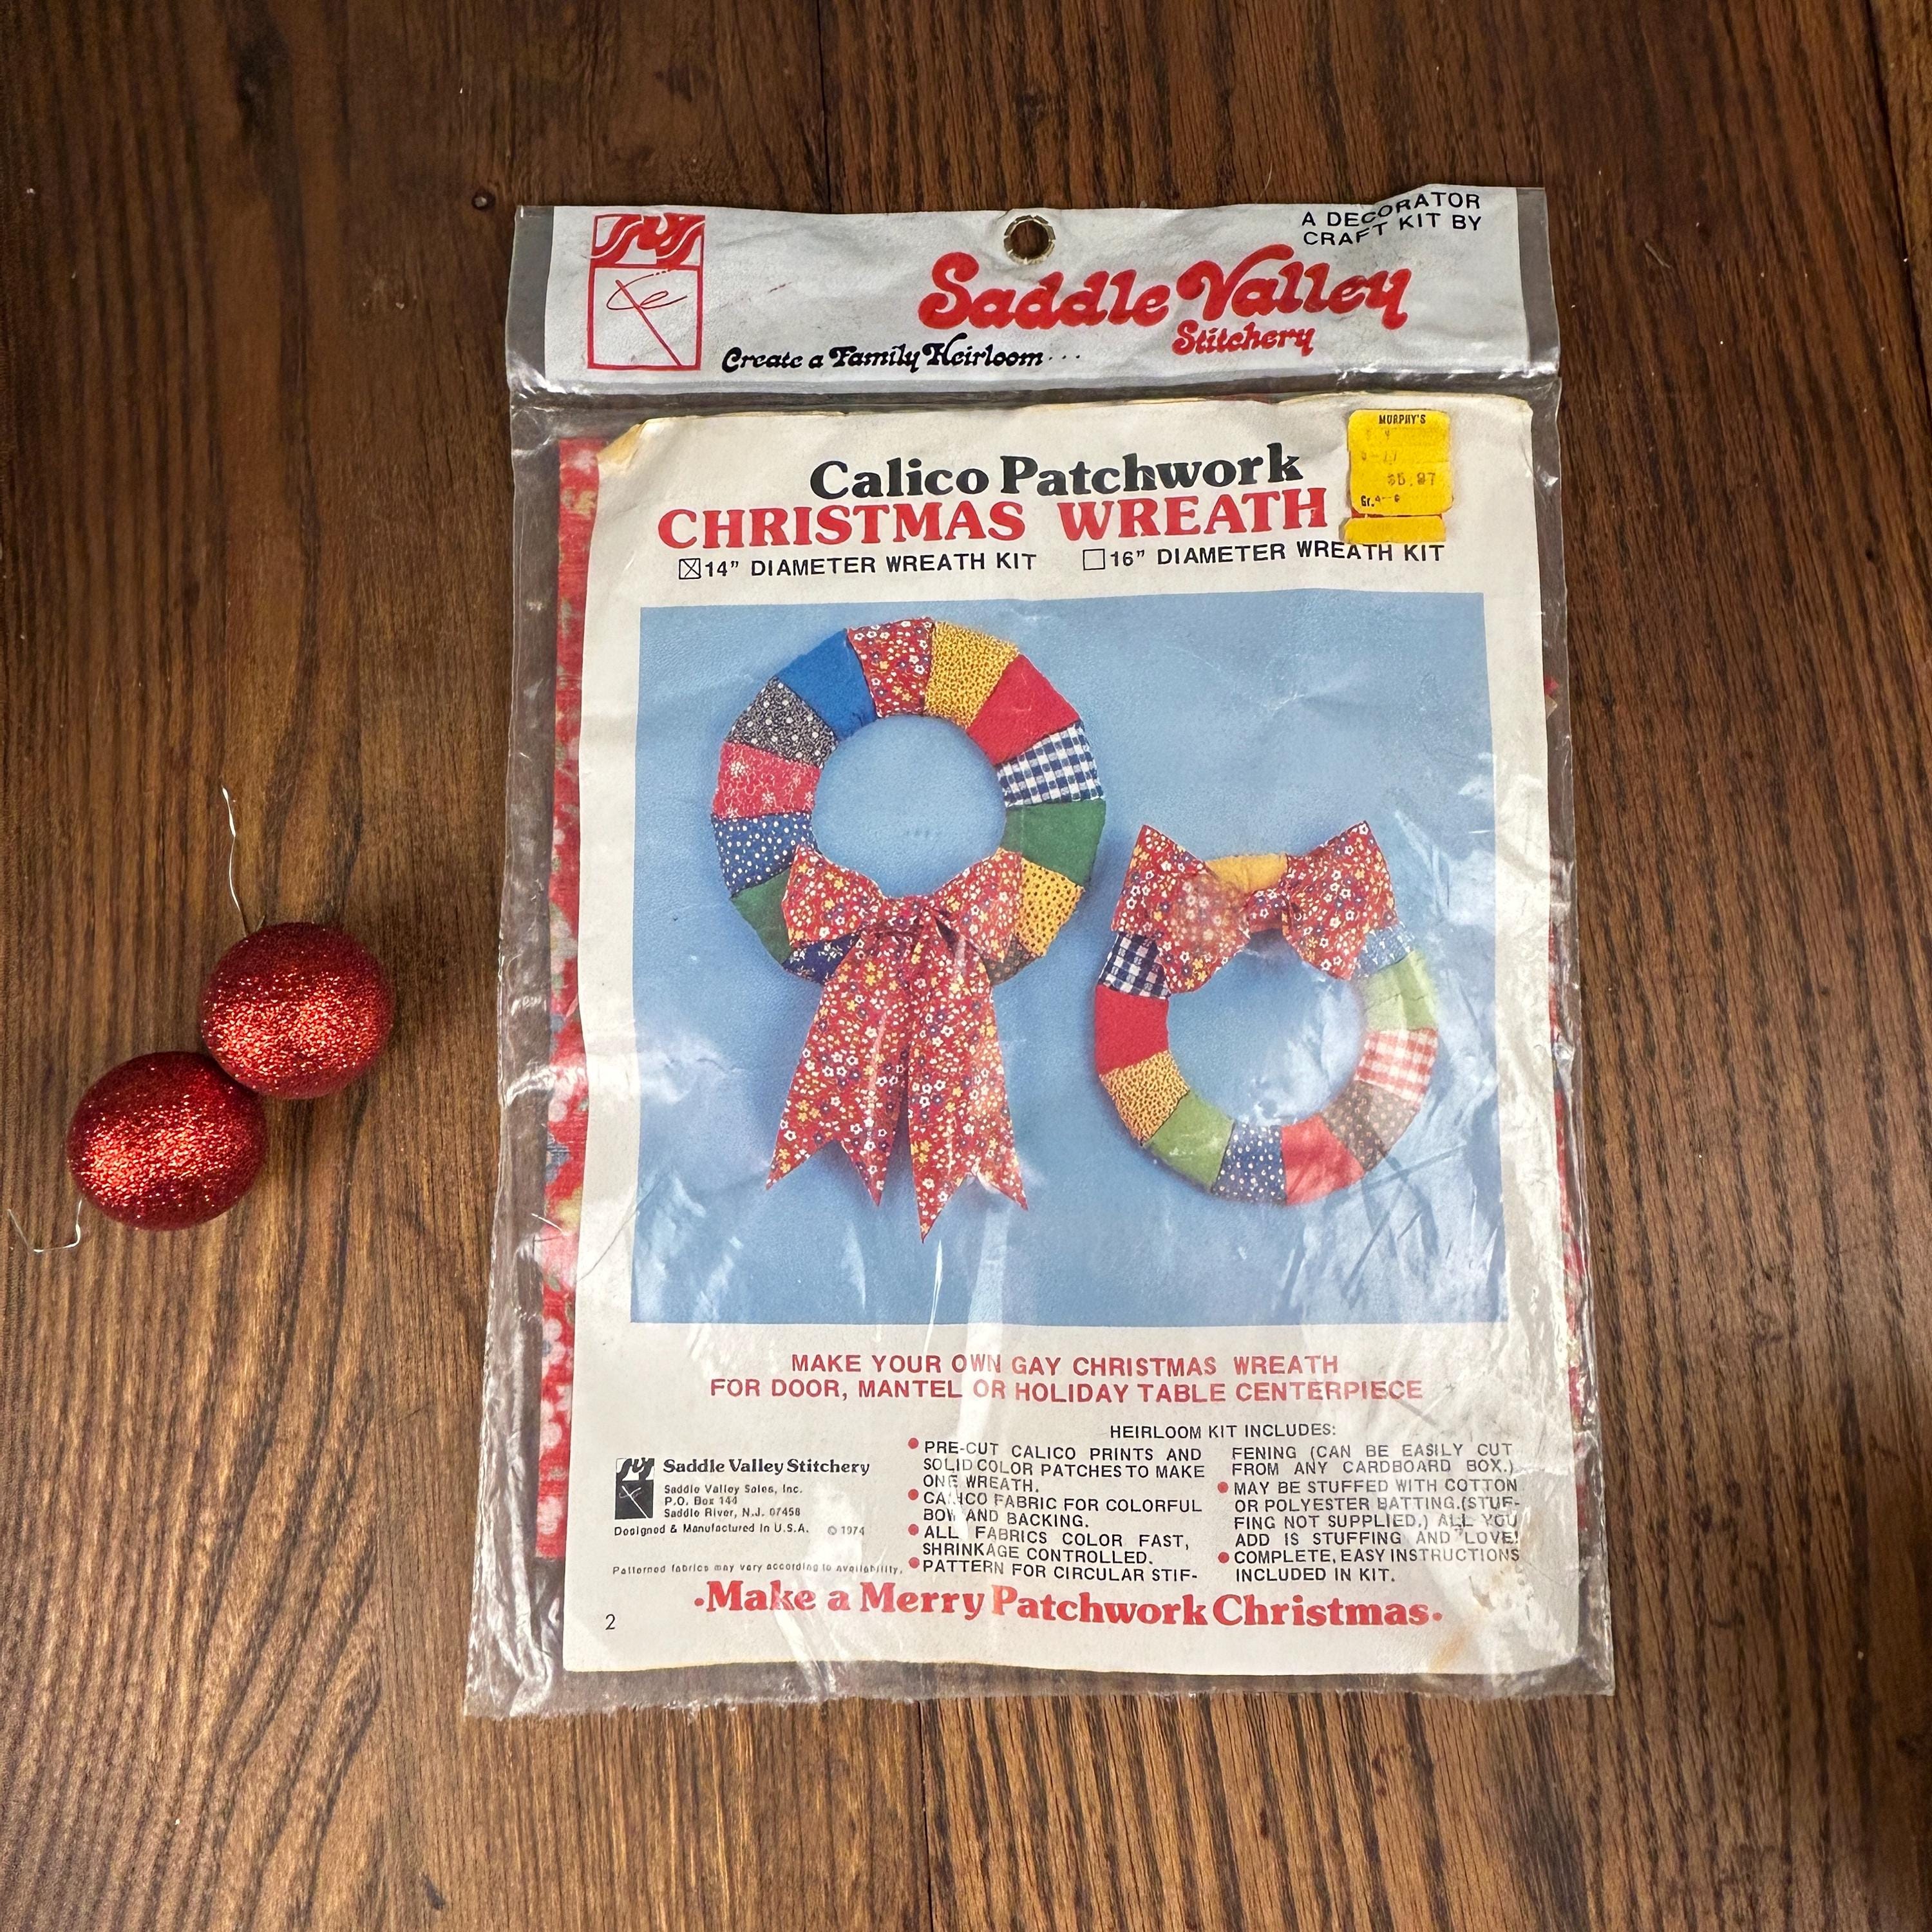 A DECORATOR
CRAFT KIT BY
Saddle Valley
Stitchery
Create a Family Heirloom...
MURPHY'S
Calico Patchwork
CHRISTMAS WREATH
14" DIAMETER WREATH KIT
16" DIAMETER WREATH KIT
MAKE YOUR OWN GAY CHRISTMAS WREATH
FOR DOOR, MANTEL OR HOLIDAY TABLE CENTERPIECE
HEIRLOOM KIT INCLUDES:
• PRE-CUT CALICO PRINTS AND
SOLID COLOR PATCHES TO MAKE
ONE WREATH.
• CALICO FABRIC FOR COLORFUL
BOW AND BACKING.
• ALL FABRICS COLOR FAST,
SHRINKAGE CONTROLLED.
• PATTERN FOR CIRCULAR STIF-
FENING (CAN BE EASILY CUT
FROM ANY CARDBOARD BOX.)
• MAY BE STUFFED WITH COTTON
OR POLYESTER BATTING.(STUF-
FING NOT SUPPLIED.) ALL YOU
ADD IS STUFFING AND "LOVE!
• COMPLETE, EASY INSTRUCTIONS
INCLUDED IN KIT.
Saddle Valley Stitchery
Saddle Valley Sales, Inc.
P.O. Box 144
Saddle River, N.J. 07458
Designed & Manufactured in U.S.A. © 1974
Patterned fabrics may vary according to availability.
•Make a Merry Patchwork Christmas•
2